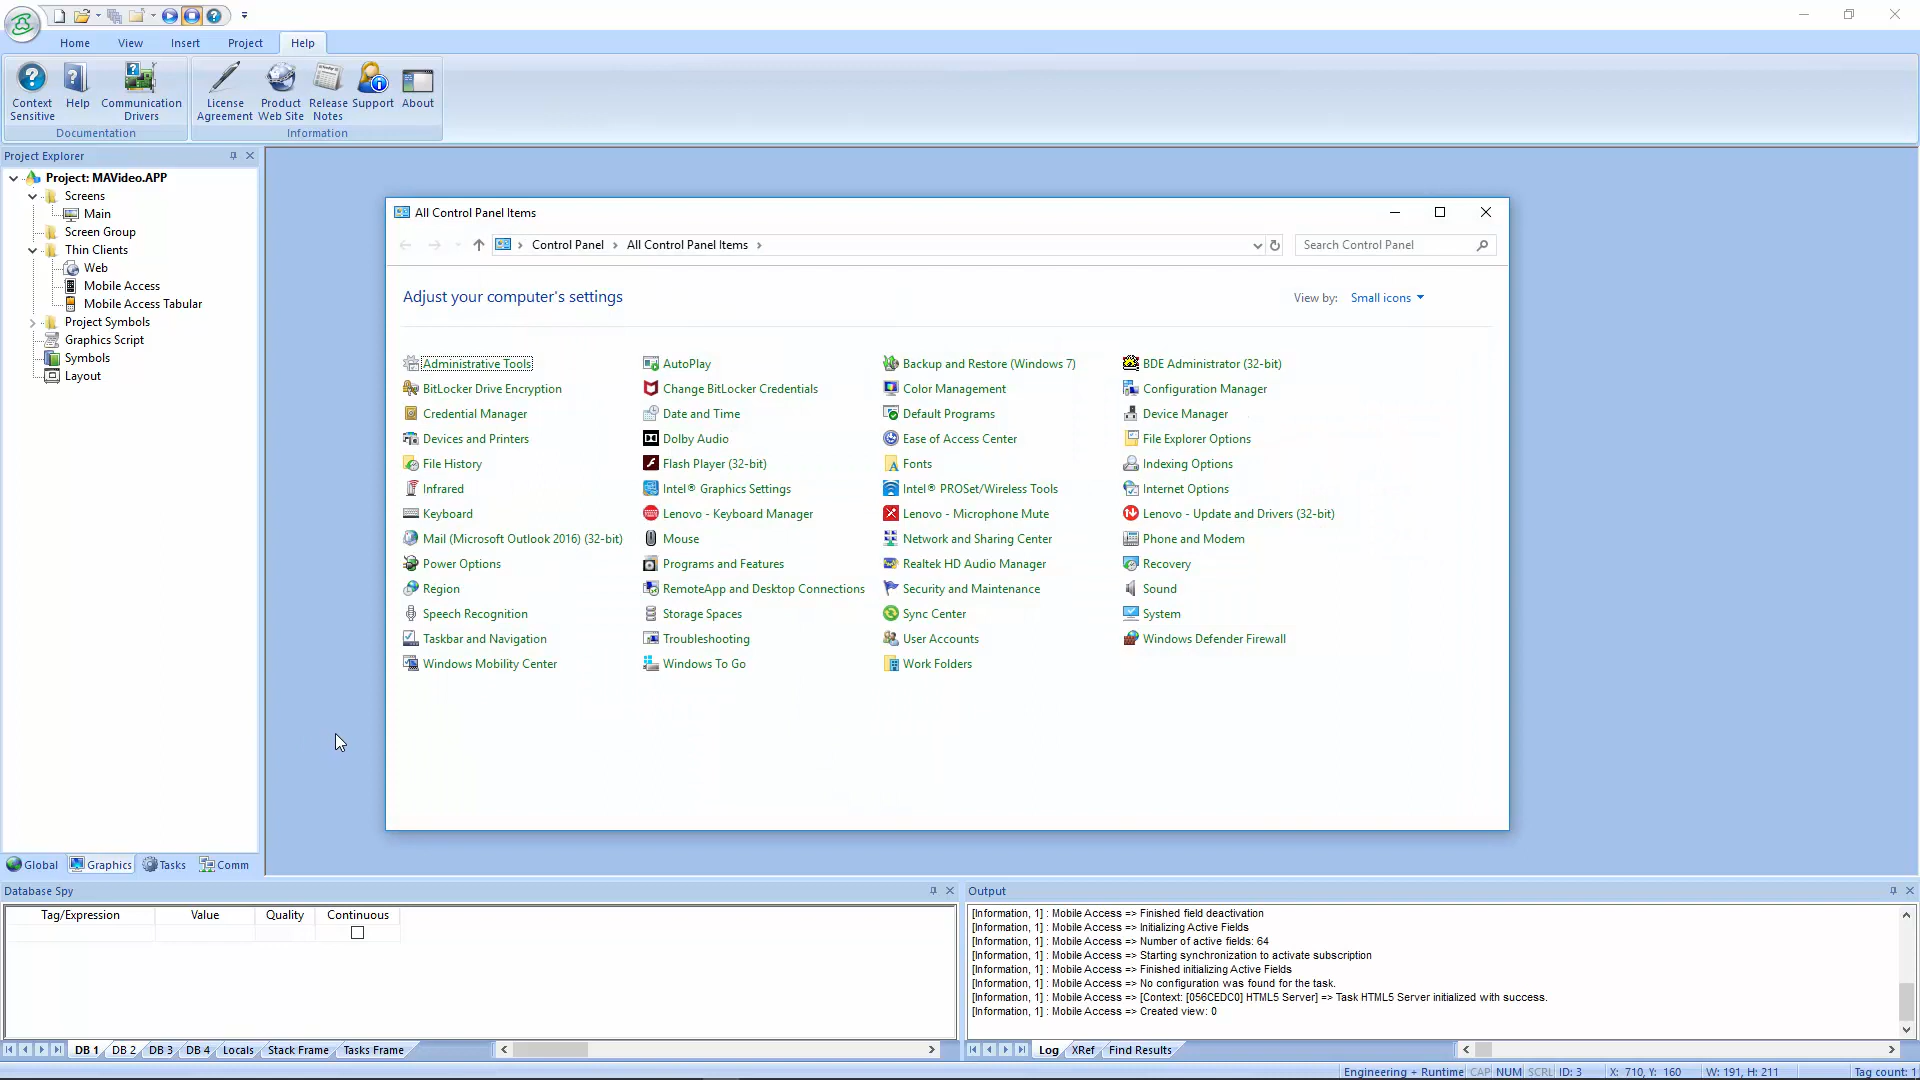 Home View Insert Project Help
Context Sensitive
Help
Communication Drivers
License Agreement
Product Web Site
Release Notes
Support
About
Documentation Information
Project Explorer
Project: MAVideo.APP
Screens
Main
Screen Group
Thin Clients
Web
Mobile Access
Mobile Access Tabular
Project Symbols
Graphics Script
Symbols
Layout
Global Graphics Tasks Comm
All Control Panel Items
Control Panel All Control Panel Items Search Control Panel
Adjust your computer's settings View by: Small icons
Administrative Tools AutoPlay Backup and Restore (Windows 7) BDE Administrator (32-bit)
BitLocker Drive Encryption Change BitLocker Credentials Color Management Configuration Manager
Credential Manager Date and Time Default Programs Device Manager
Devices and Printers Dolby Audio Ease of Access Center File Explorer Options
File History Flash Player (32-bit) Fonts Indexing Options
Infrared Intel® Graphics Settings Intel® PROSet/Wireless Tools Internet Options
Keyboard Lenovo - Keyboard Manager Lenovo - Microphone Mute Lenovo - Update and Drivers (32-bit)
Mail (Microsoft Outlook 2016) (32-bit) Mouse Network and Sharing Center Phone and Modem
Power Options Programs and Features Realtek HD Audio Manager Recovery
Region RemoteApp and Desktop Connections Security and Maintenance Sound
Speech Recognition Storage Spaces Sync Center System
Taskbar and Navigation Troubleshooting User Accounts Windows Defender Firewall
Windows Mobility Center Windows To Go Work Folders
Database Spy
Tag/Expression Value Quality Continuous
DB 1 DB 2 DB 3 DB 4 Locals Stack Frame Tasks Frame
Output
[Information, 1] : Mobile Access => Finished field deactivation
[Information, 1] : Mobile Access => Initializing Active Fields
[Information, 1] : Mobile Access => Number of active fields: 64
[Information, 1] : Mobile Access => Starting synchronization to activate subscription
[Information, 1] : Mobile Access => Finished initializing Active Fields
[Information, 1] : Mobile Access => No configuration was found for the task.
[Information, 1] : Mobile Access => [Context: [056CEDC0] HTML5 Server] => Task HTML5 Server initialized with success.
[Information, 1] : Mobile Access => Created view: 0
Log XRef Find Results
Engineering + Runtime CAP NUM SCRL ID: 3 X: 710, Y: 160 W: 191, H: 211 Tag count: 1